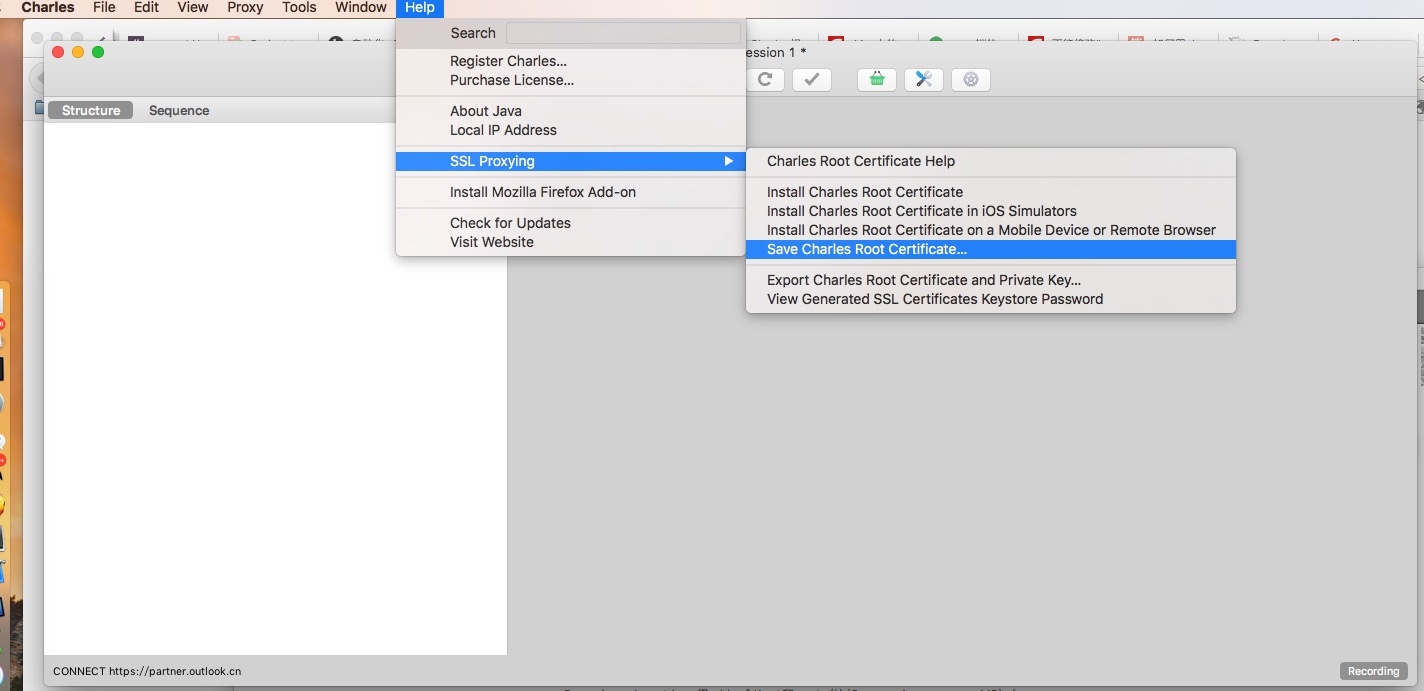 Charles File Edit View Proxy Tools Window Help
Search
ession 1 *
Register Charles...
Purchase License...
About Java
Structure Sequence
Local IP Address
SSL Proxying
Charles Root Certificate Help
Install Mozilla Firefox Add-on
Install Charles Root Certificate
Install Charles Root Certificate in iOS Simulators
Check for Updates
Install Charles Root Certificate on a Mobile Device or Remote Browser
Visit Website
Save Charles Root Certificate...
Export Charles Root Certificate and Private Key...
View Generated SSL Certificates Keystore Password
CONNECT https://partner.outlook.cn
Recording